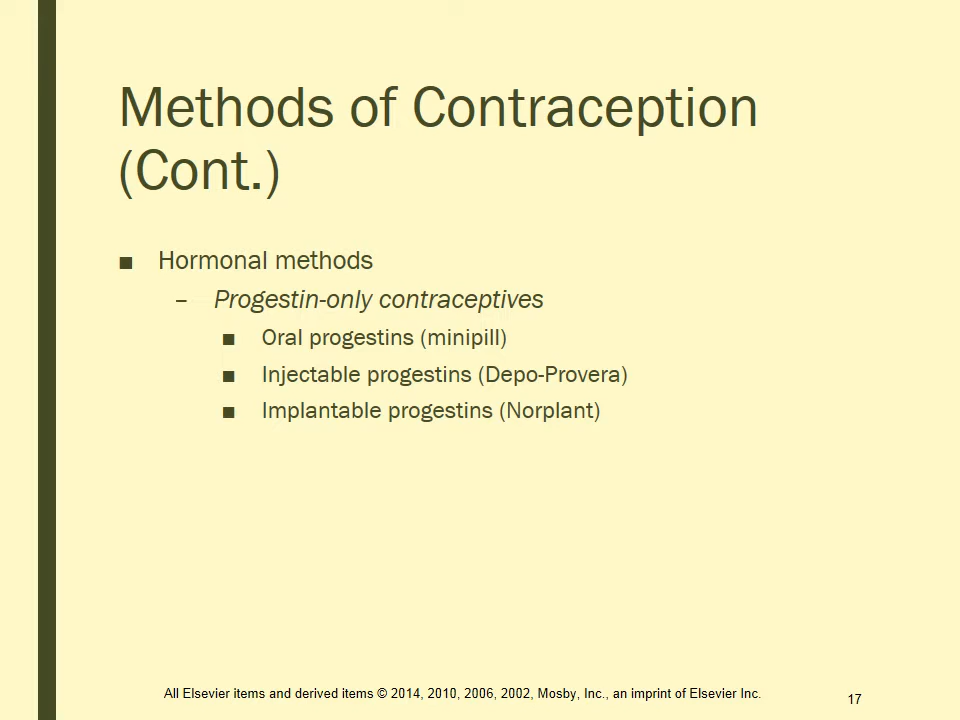 Methods of Contraception
(Cont.)
■ Hormonal methods
– Progestin-only contraceptives
■ Oral progestins (minipill)
■ Injectable progestins (Depo-Provera)
■ Implantable progestins (Norplant)
All Elsevier items and derived items © 2014, 2010, 2006, 2002, Mosby, Inc., an imprint of Elsevier Inc.
17